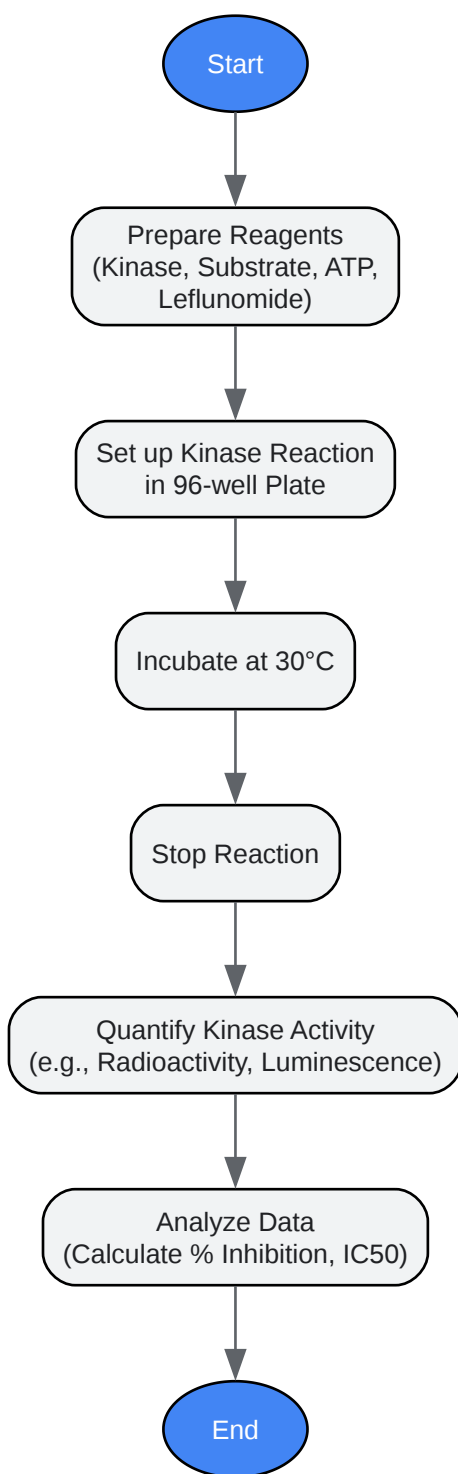 Start
Prepare Reagents
(Kinase, Substrate, ATP,
Leflunomide)
Set up Kinase Reaction
in 96-well Plate
Incubate at 30°C
Stop Reaction
Quantify Kinase Activity
(e.g., Radioactivity, Luminescence)
Analyze Data
(Calculate % Inhibition, IC50)
End